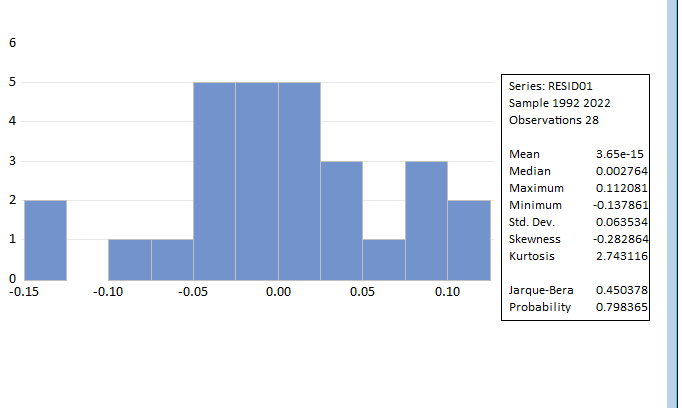 6
5
4
3
2
1
0
-0.15 -0.10 -0.05 0.00 0.05 0.10
Series: RESID01
Sample 1992 2022
Observations 28
Mean 3.65e-15
Median 0.002764
Maximum 0.112081
Minimum -0.137861
Std. Dev. 0.063534
Skewness -0.282864
Kurtosis 2.743116
Jarque-Bera 0.450378
Probability 0.798365